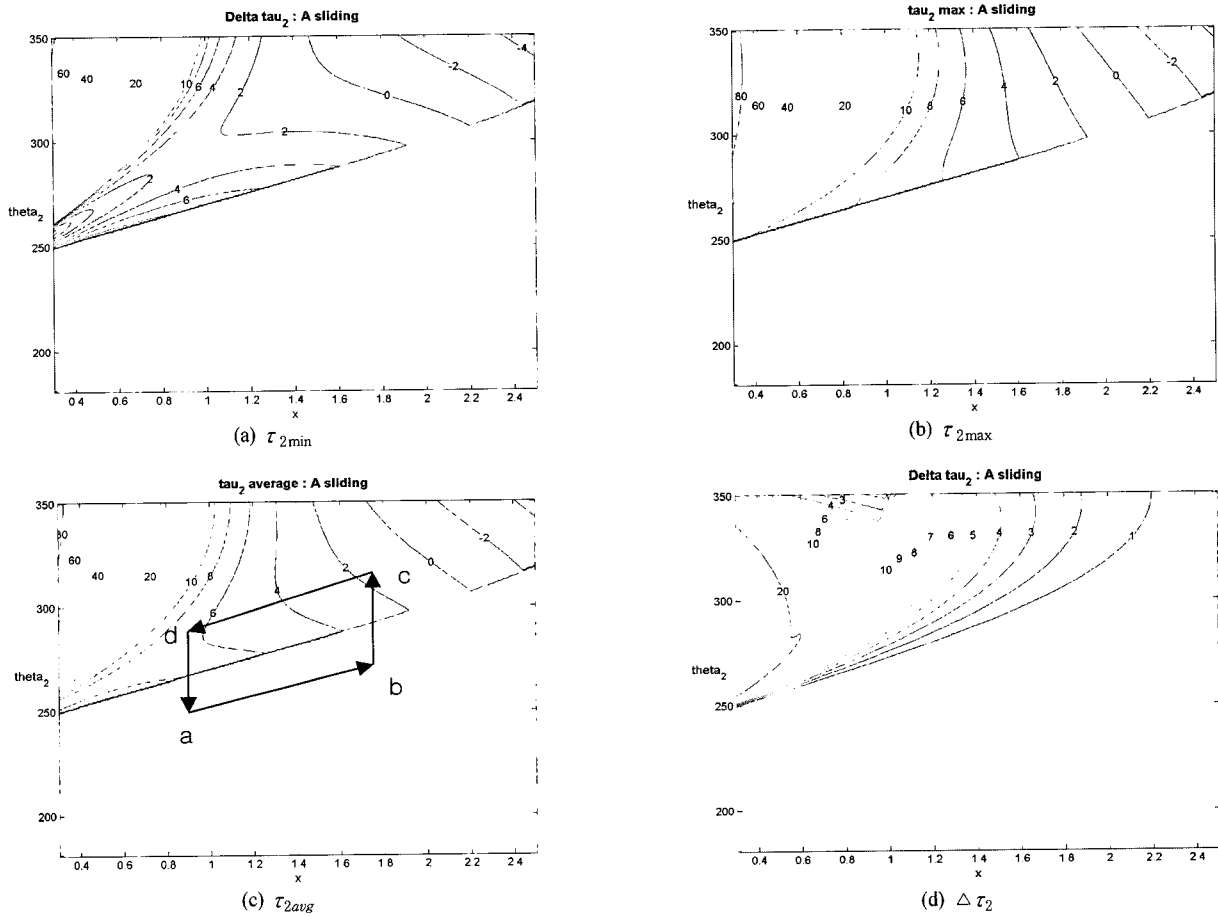 Delta tau2 : A sliding
350
300
theta2
250
200
60
40
20
10
6
4
2
0
-2
-4
2
2
4
6
0.4 0.6 0.8 1 1.2 1.4 1.6 1.8 2 2.2 2.4
x
(a) τ2min
tau2 max : A sliding
350
300
theta2
250
200
80
60
40
20
10
8
6
4
2
0
-2
0.4 0.6 0.8 1 1.2 1.4 1.6 1.8 2 2.2 2.4
x
(b) τ2max
tau2 average : A sliding
350
300
theta2
250
200
80
60
40
20
10
8
6
4
2
0
-2
a
b
c
d
0.4 0.6 0.8 1 1.2 1.4 1.6 1.8 2 2.2 2.4
x
(c) τ2avg
Delta tau2 : A sliding
350
300
theta2
250
200
4 3
6
8
10
20
10
9
8
7 6 5 4 3 2 1
0.4 0.6 0.8 1 1.2 1.4 1.6 1.8 2 2.2 2.4
x
(d) △τ2